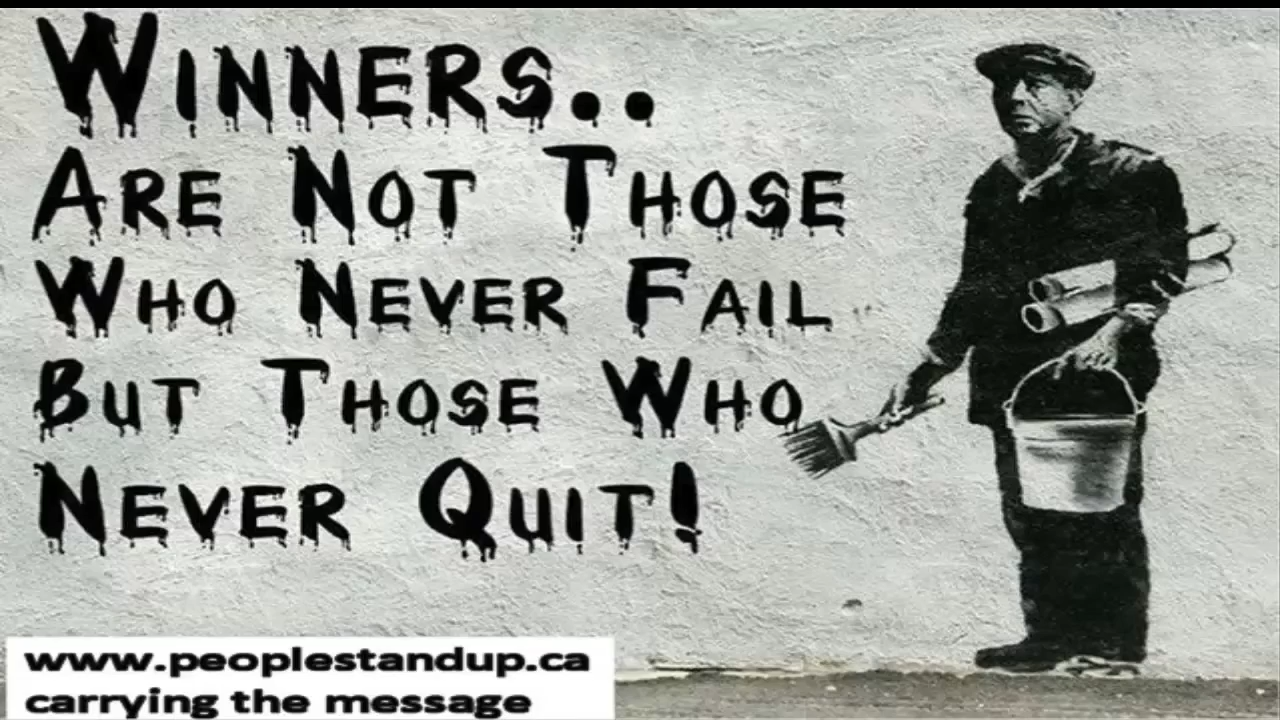 WINNERS..
ARE NOT THOSE
WHO NEVER FAIL
BUT THOSE WHO
NEVER QUIT!
www.peoplestandup.ca
carrying the message